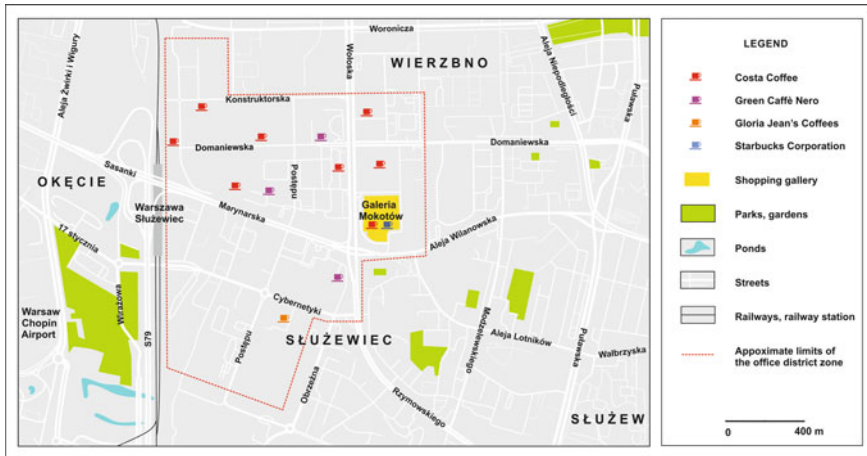 Woronicza
Aleja Żwirki i Wigury
Wołoska
WIERZBNO
Aleja Niepodległości
Puławska
Konstruktorska
Domaniewska
Domaniewska
Sasanki
Postępu
OKĘCIE
Warszawa
Służewiec
Marynarska
Galeria
Mokotów
Aleja Wilanowska
17 stycznia
Wirażowa
S79
Warsaw
Chopin
Airport
Cybernetyki
Postępu
SŁUŻEWIEC
Obrzeżna
Modzelewskiego
Aleja Lotników
Puławska
Wałbrzyska
Rzymowskiego
SŁUŻEW
LEGEND
Costa Coffee
Green Caffè Nero
Gloria Jean's Coffees
Starbucks Corporation
Shopping gallery
Parks, gardens
Ponds
Streets
Railways, railway station
Appoximate limits of
the office district zone
0 400 m